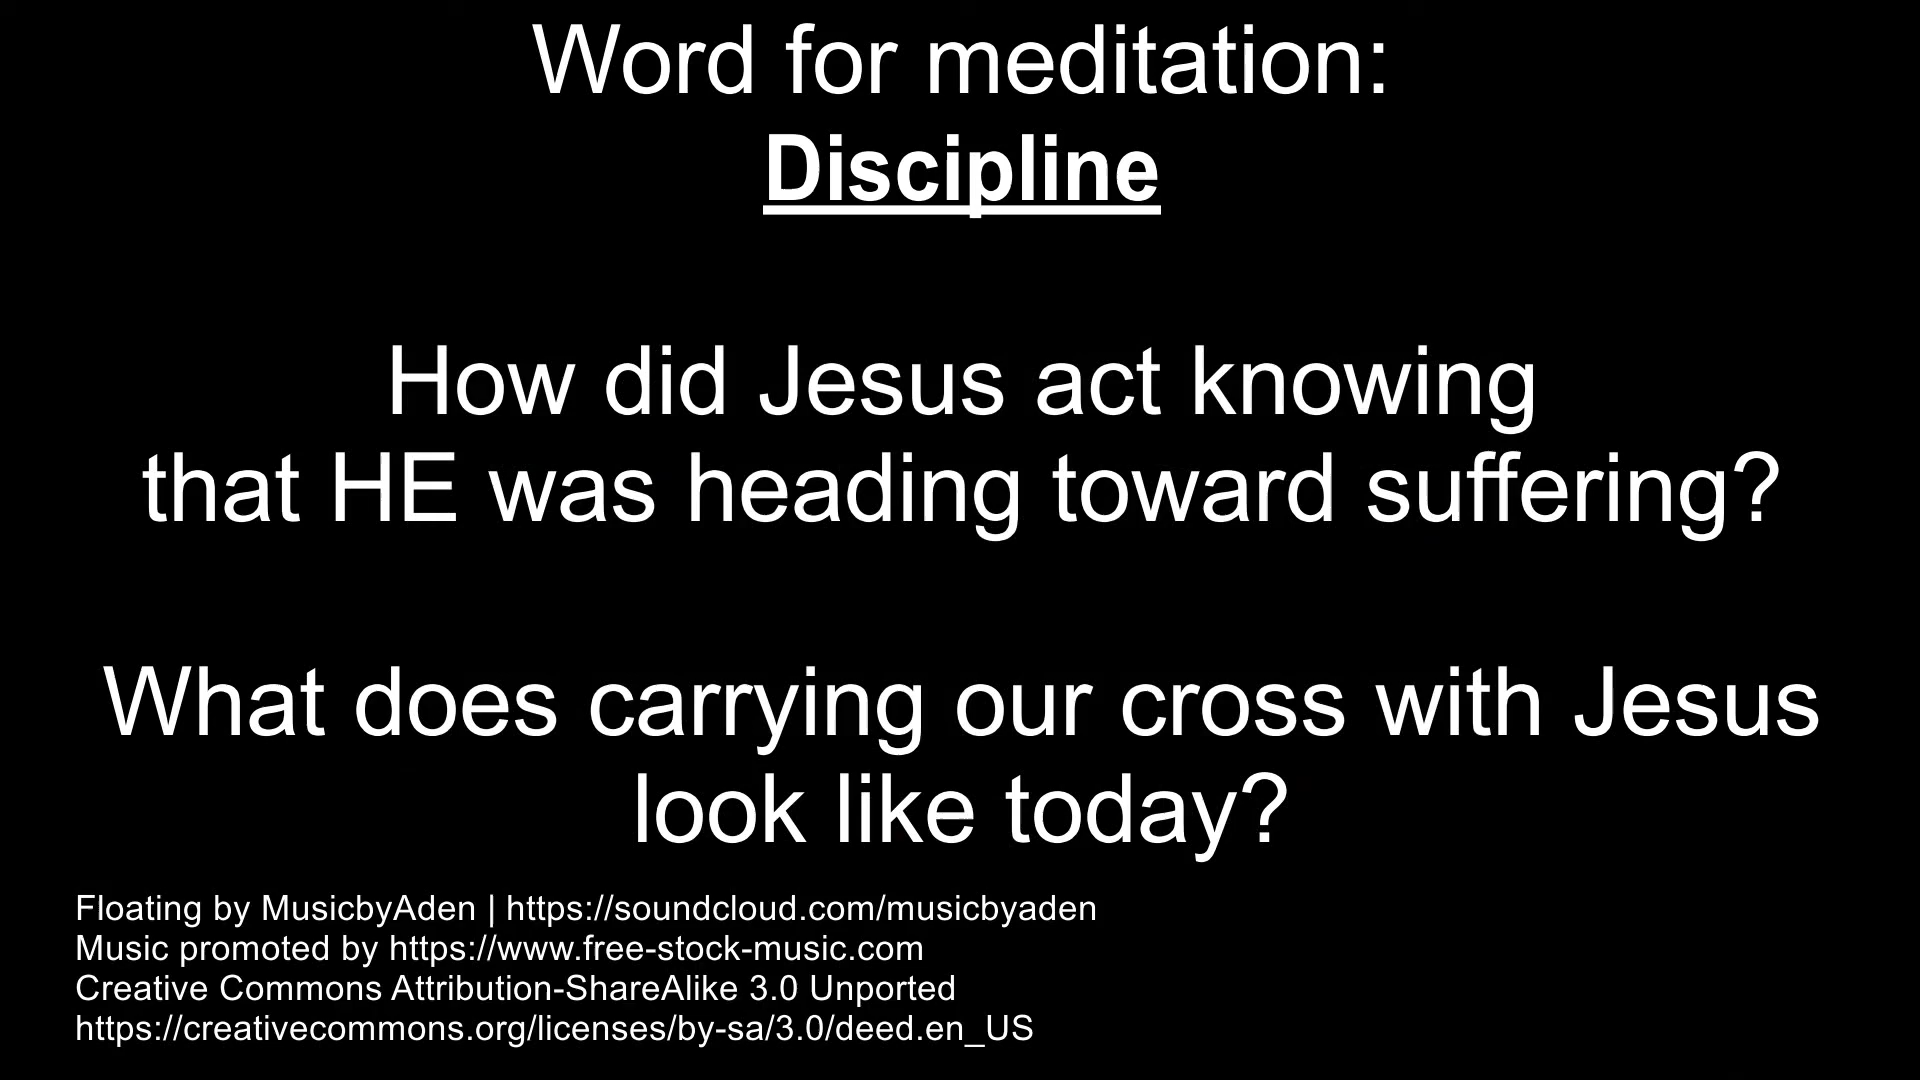 Word for meditation:
Discipline
How did Jesus act knowing
that HE was heading toward suffering?
What does carrying our cross with Jesus
look like today?
Floating by MusicbyAden | https://soundcloud.com/musicbyaden
Music promoted by https://www.free-stock-music.com
Creative Commons Attribution-ShareAlike 3.0 Unported
https://creativecommons.org/licenses/by-sa/3.0/deed.en_US